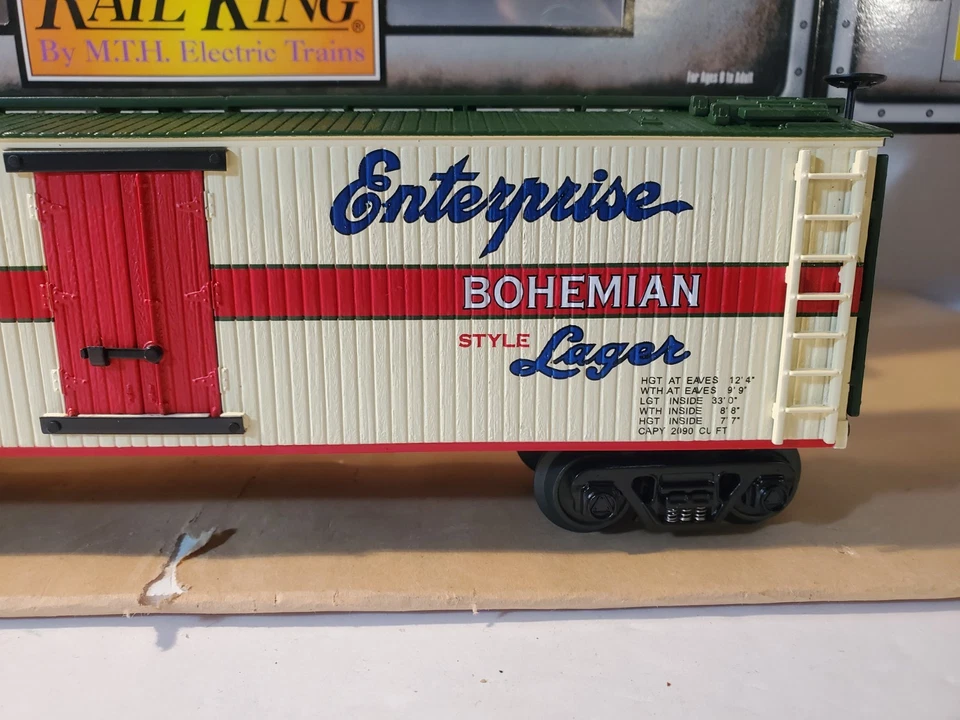 RAIL KING®
By M.T.H. Electric Trains
For Ages 8 to Adult
Enterprise
BOHEMIAN
STYLE Lager
HGT AT EAVES 12'4"
WTH AT EAVES 9'9"
LGT INSIDE 33'0"
WTH INSIDE 8'8"
HGT INSIDE 7'7"
CAPY 2090 CU FT